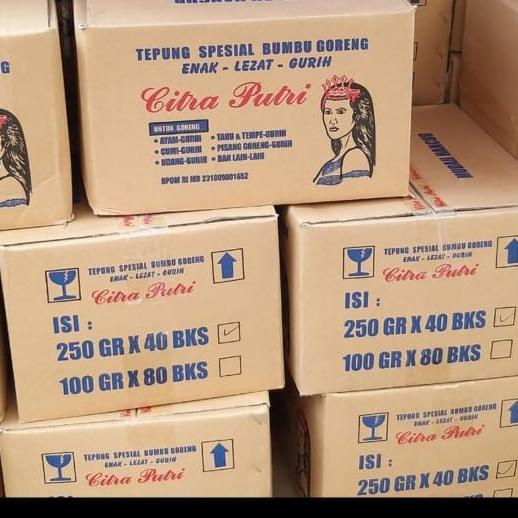 G
TEPUNG SPESIAL BUMBU GORENG
ENAK - LEZAT - GURIH
Citra Putri
UNTUK GORENG :
• AYAM-GURIH
• CUMI-GURIH
• UDANG-GURIH
• TAHU & TEMPE-GURIH
• PISANG GORENG-GURIH
• DAN LAIN-LAIN
BPOM RI MD 231809001652
TEPUNG SPESIAL BUMBU GORENG
ENAK - LEZAT - GURIH
Citra Putri
ISI :
250 GR X 40 BKS
100 GR X 80 BKS
TEPUNG SPESIAL BUMBU GORENG
ENAK - LEZAT - GURIH
Citra Putri
ISI :
250 GR X 40 BKS
100 GR X 80 BKS
TEPUNG SPESIAL BUMBU GORENG
ENAK - LEZAT - GURIH
Citra Putri
TEPUNG SPESIAL BUMBU GORENG
ENAK - LEZAT - GURIH
Citra Putri
ISI :
250 GR X 40 BKS